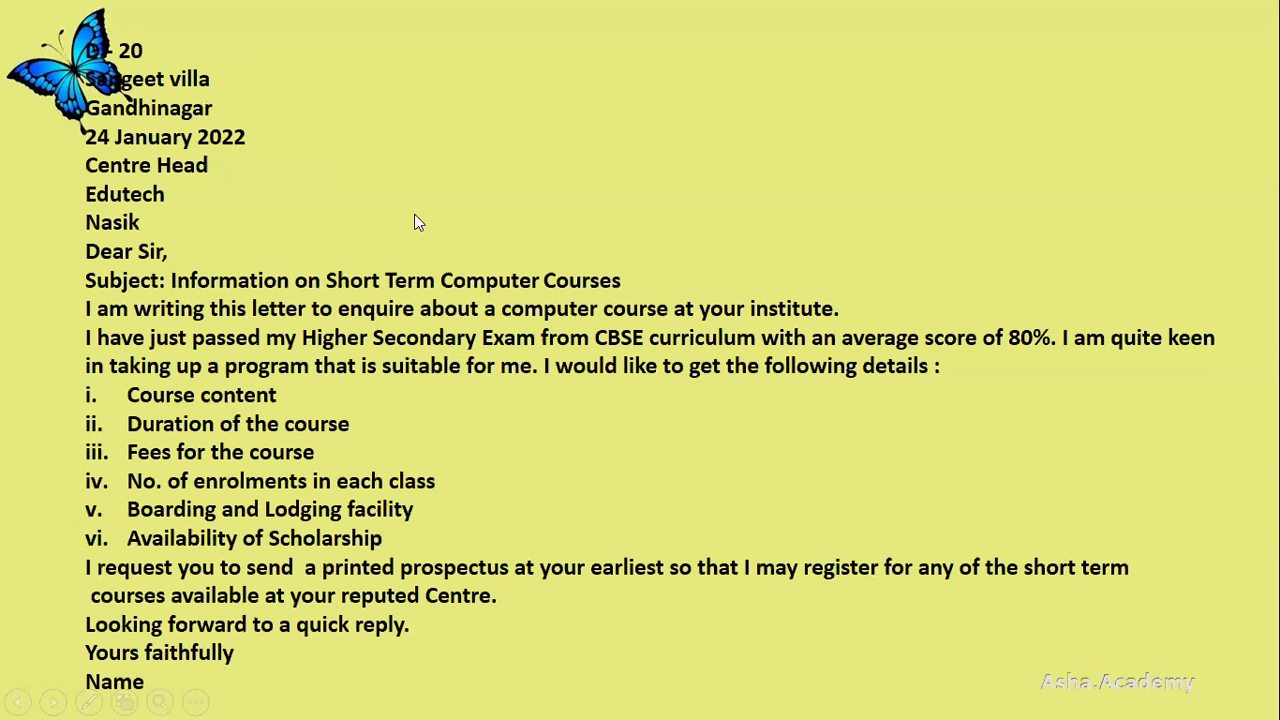 D - 20
Sangeet villa
Gandhinagar
24 January 2022
Centre Head
Edutech
Nasik
Dear Sir,
Subject: Information on Short Term Computer Courses
I am writing this letter to enquire about a computer course at your institute.
I have just passed my Higher Secondary Exam from CBSE curriculum with an average score of 80%. I am quite keen
in taking up a program that is suitable for me. I would like to get the following details :
i. Course content
ii. Duration of the course
iii. Fees for the course
iv. No. of enrolments in each class
v. Boarding and Lodging facility
vi. Availability of Scholarship
I request you to send a printed prospectus at your earliest so that I may register for any of the short term
courses available at your reputed Centre.
Looking forward to a quick reply.
Yours faithfully
Name
Asha.Academy